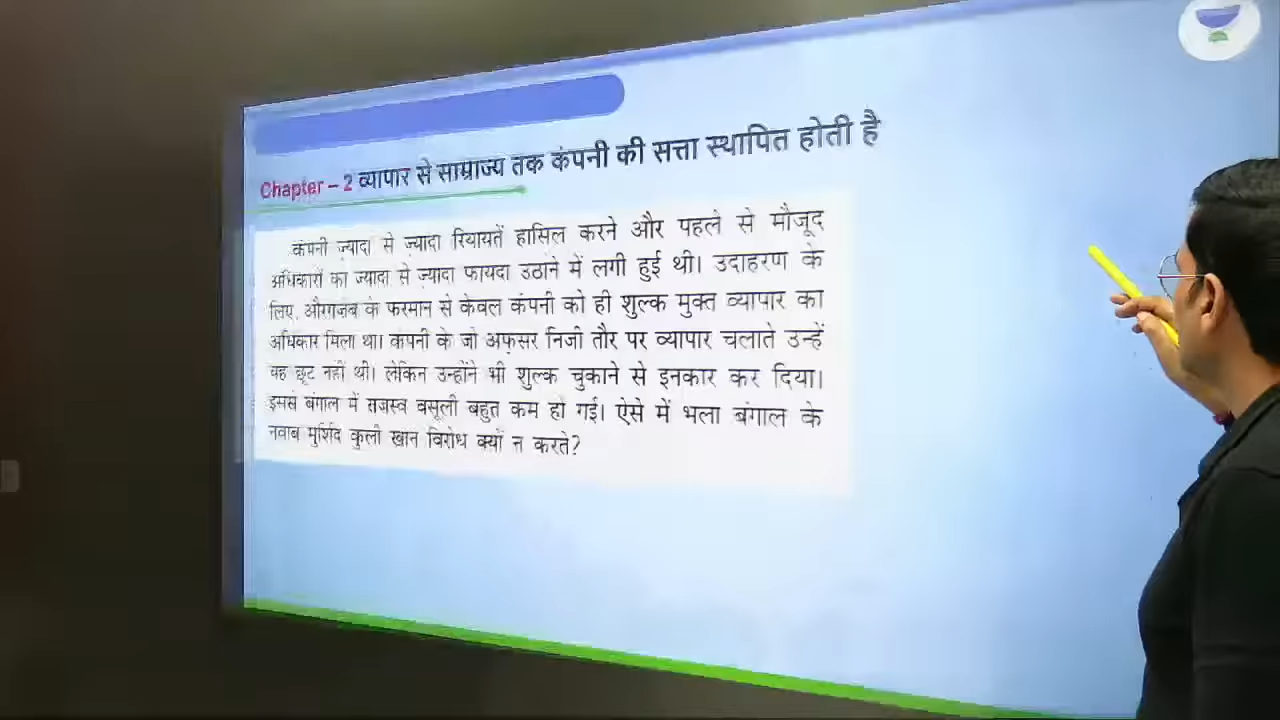 Chapter – 2 व्यापार से साम्राज्य तक कंपनी की सत्ता स्थापित होती है
कंपनी ज़्यादा से ज़्यादा रियायतें हासिल करने और पहले से मौजूद
अधिकारों का ज्यादा से ज़्यादा फायदा उठाने में लगी हुई थी। उदाहरण के
लिए, औरंगजेब के फरमान से केवल कंपनी को ही शुल्क मुक्त व्यापार का
अधिकार मिला था। कंपनी के जो अफ़सर निजी तौर पर व्यापार चलाते उन्हें
यह छूट नहीं थी। लेकिन उन्होंने भी शुल्क चुकाने से इनकार कर दिया।
इससे बंगाल में राजस्व वसूली बहुत कम हो गई। ऐसे में भला बंगाल के
नवाब मुर्शिद कुली खान विरोध क्यों न करते?